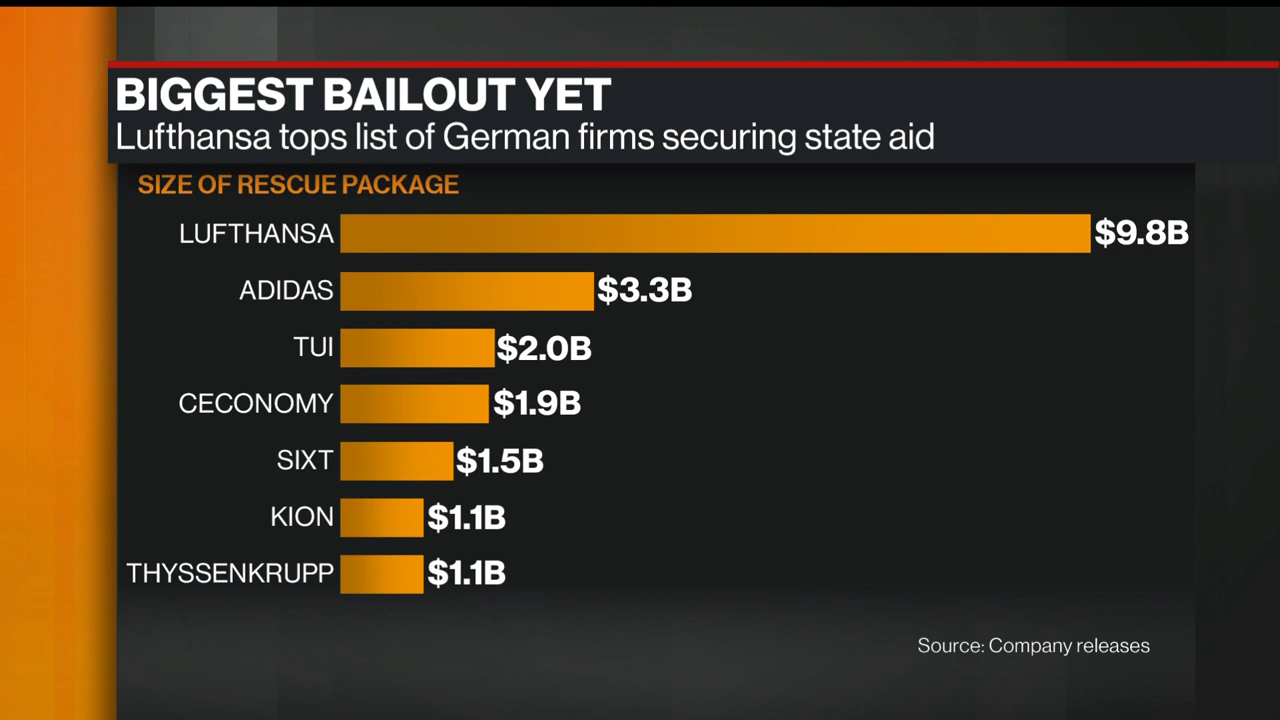 BIGGEST BAILOUT YET
Lufthansa tops list of German firms securing state aid
SIZE OF RESCUE PACKAGE
LUFTHANSA $9.8B
ADIDAS $3.3B
TUI $2.0B
CECONOMY $1.9B
SIXT $1.5B
KION $1.1B
THYSSENKRUPP $1.1B
Source: Company releases